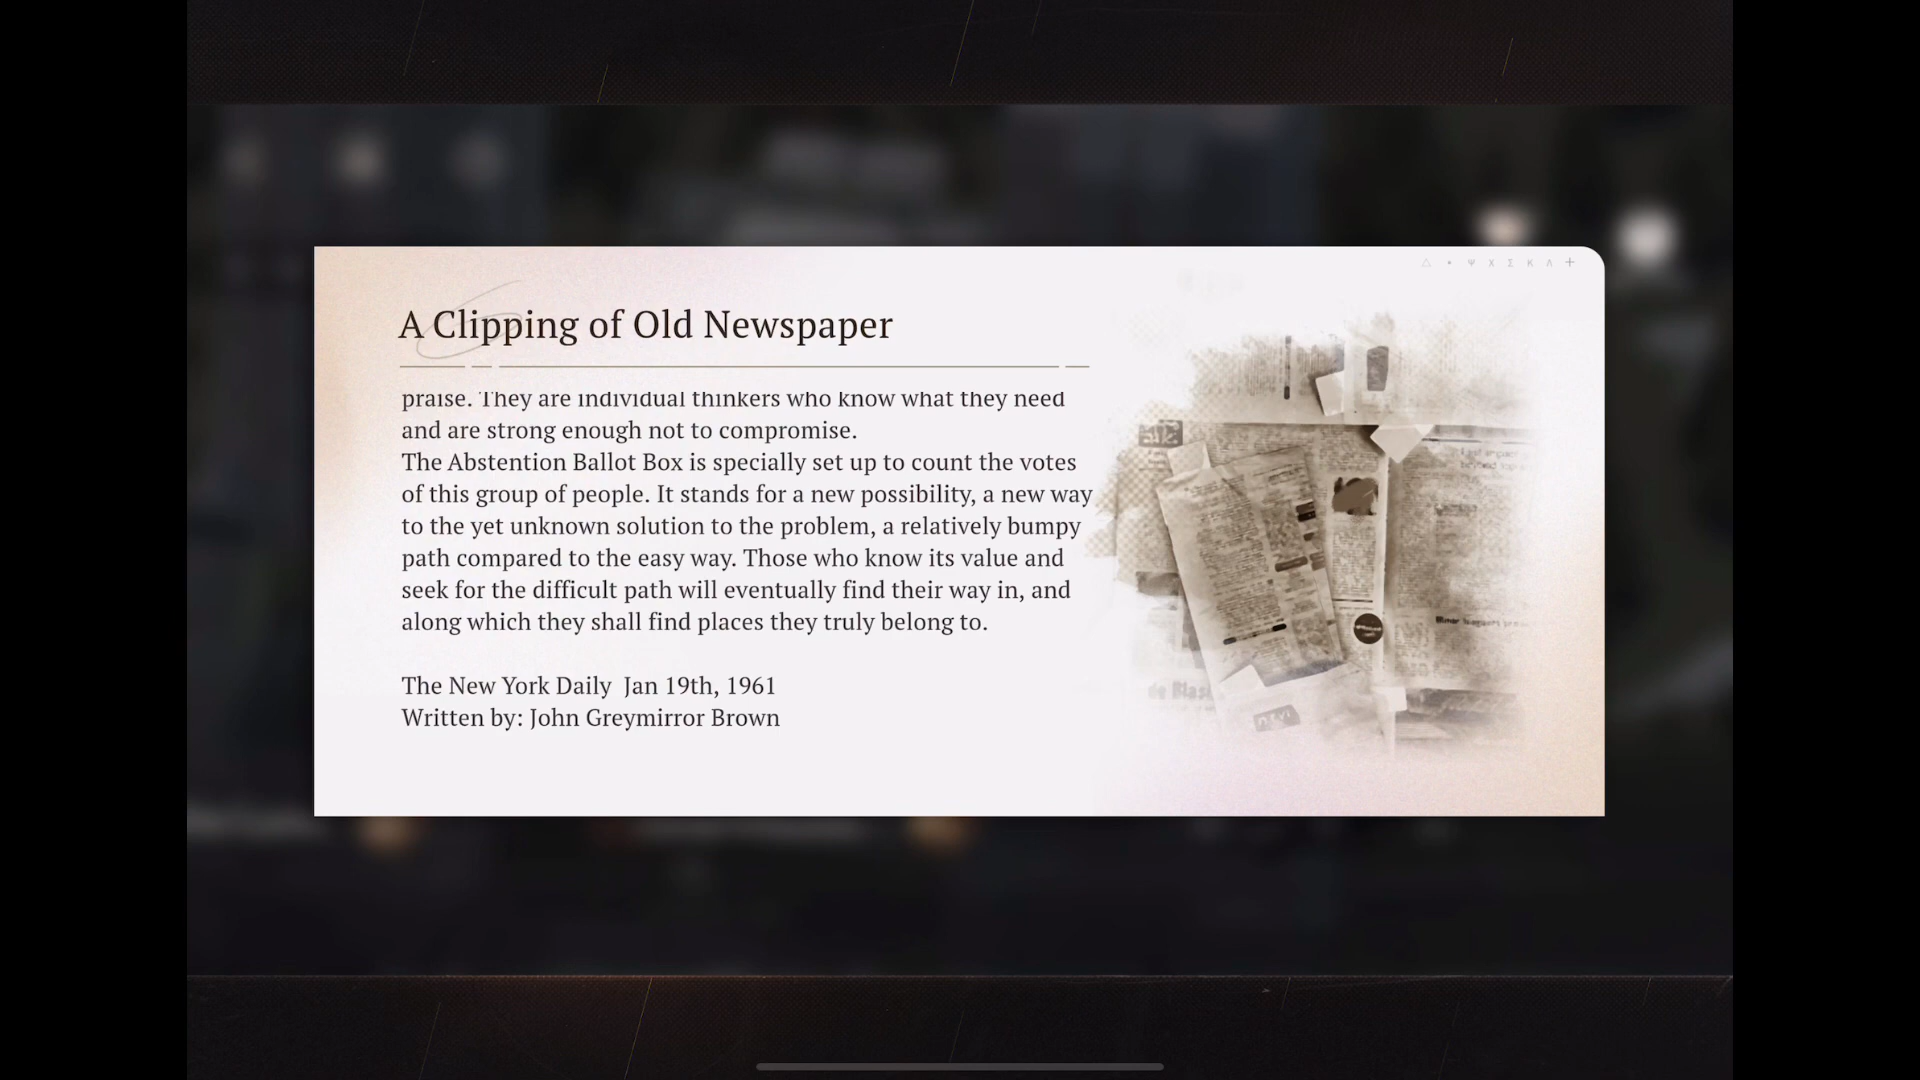 △ • Ψ Χ Σ Κ Λ +
A Clipping of Old Newspaper
praise. They are individual thinkers who know what they need
and are strong enough not to compromise.
The Abstention Ballot Box is specially set up to count the votes
of this group of people. It stands for a new possibility, a new way
to the yet unknown solution to the problem, a relatively bumpy
path compared to the easy way. Those who know its value and
seek for the difficult path will eventually find their way in, and
along which they shall find places they truly belong to.
The New York Daily  Jan 19th, 1961
Written by: John Greymirror Brown